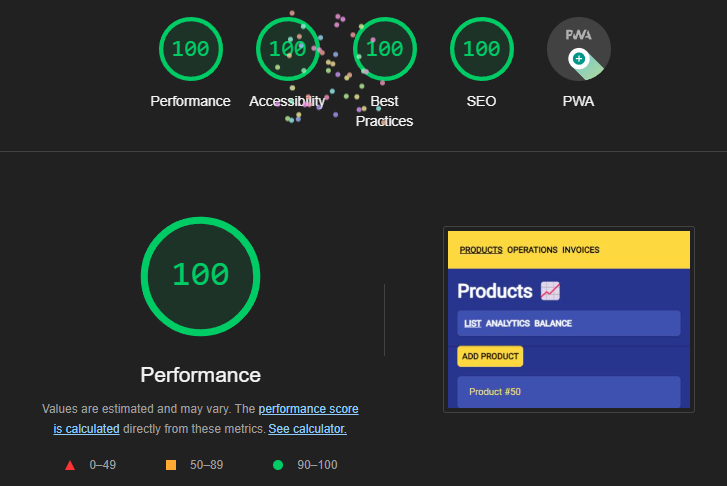 100 100 100 100 PWA
Performance Accessibility Best Practices SEO PWA
100
Performance
Values are estimated and may vary. The performance score
is calculated directly from these metrics. See calculator.
0–49 50–89 90–100
PRODUCTS OPERATIONS INVOICES
Products
LIST ANALYTICS BALANCE
ADD PRODUCT
Product #50